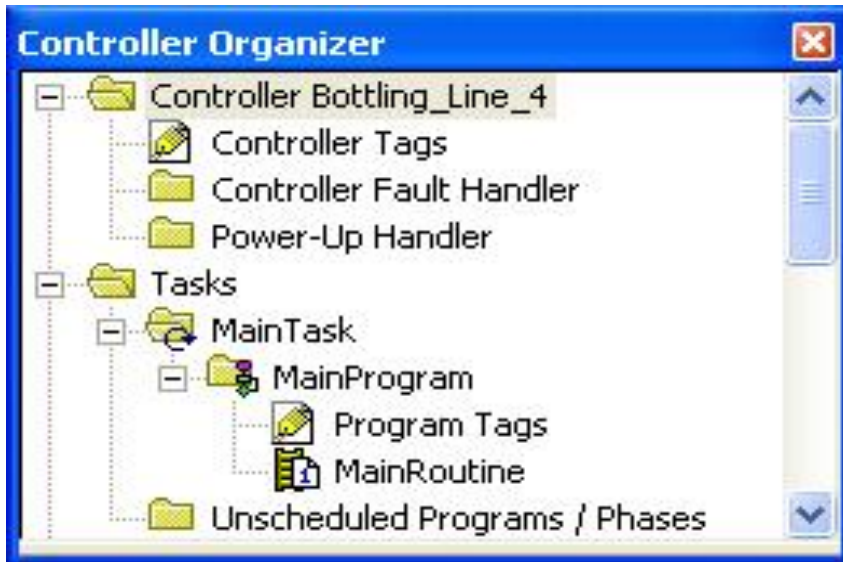 Controller Organizer
Controller Bottling_Line_4
Controller Tags
Controller Fault Handler
Power-Up Handler
Tasks
MainTask
MainProgram
Program Tags
1 MainRoutine
Unscheduled Programs / Phases